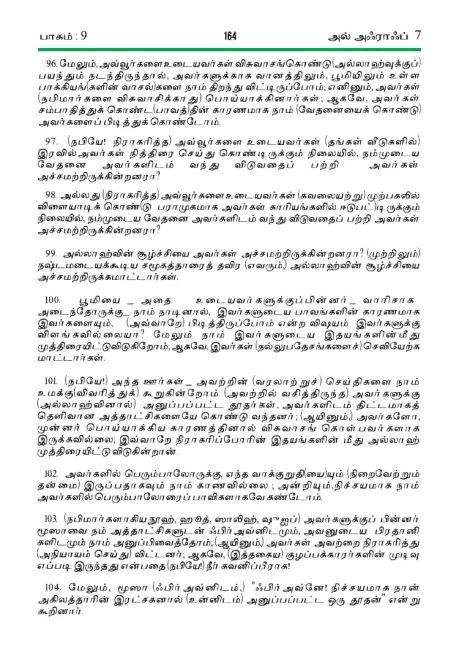 பாகம் : 9 164 அல் அஃராஃப் 7
96. மேலும், அவ்வூர்களை உடையவர்கள் விசுவாசங்கொண்டு (அல்லாஹ்வுக்குப்)
பயந்தும் நடந்திருந்தால், அவர்களுக்காக வானத்திலும், பூமியிலும் உள்ள
பாக்கியங்(களின் வாசல்)களை நாம் திறந்து விட்டிருப்போம்; எனினும், அவர்கள்
(நபிமார்களை விசுவாசிக்காது) பொய்யாக்கினார்கள் ; ஆகவே, அவர்கள்
சம்பாதித்துக் கொண்ட(பாவத்)தின் காரணமாக நாம் (வேதனையைக் கொண்டு)
அவர்களைப் பிடித்துக் கொண்டோம்.
97. (நபியே! நிராகரித்த) அவ்வூர்களை உடையவர்கள் (தங்கள் வீடுகளில்)
இரவில் அவர்கள் நித்திரை செய்து கொண்டிருக்கும் நிலையில், நம்முடைய
வேதனை அவர்களிடம் வந்து விடுவதைப் பற்றி அவர்கள்
அச்சமற்றிருக்கின்றனரா?
98. அல்லது (நிராகரித்த) அவ்வூர்களை உடையவர்கள் (கவலையற்று) முற்பகலில்
விளையாடிக் கொண்டு பராமுகமாக அவர்கள் காரியங்களில் ஈடுபட்)டிருக்கும்
நிலையில், நம்முடைய வேதனை அவர்களிடம் வந்து விடுவதைப் பற்றி அவர்கள்
அச்சமற்றிருக்கின்றனரா?
99. அல்லாஹ்வின் சூழ்ச்சியை அவர்கள் அச்சமற்றிருக்கின்றனரா? (முற்றிலும்)
நஷ்டமடையக்கூடிய சமூகத்தாரைத் தவிர (எவரும்,) அல்லாஹ்வின் சூழ்ச்சியை
அச்சமற்றிருக்கமாட்டார்கள்.
100. பூமியை _ அதை உடையவர்களுக்குப்பின்னர் _ வாரிசாக
அடைந்தோருக்கு_ நாம் நாடினால், இவர்களுடைய பாவங்களின் காரணமாக
இவர்களையும், (அவ்வாறே) பிடித்திருப்போம் என்ற விஷயம் இவர்களுக்கு
விளங்கவில்லையா? மேலும் நாம் இவர்களுடைய இதயங்களின்மீது
முத்திரையிட்டுவிடுகிறோம்; ஆகவே, இவர்கள் (நல்லுபதேசங்களைச்) செவியேற்க
மாட்டார்கள்.
101. (நபியே!) அந்த ஊர்கள் _ அவற்றின் (வரலாற்றுச்) செய்திகளை நாம்
உமக்கு(விவரித்துக்) கூறுகின்றோம். (அவற்றில் வசித்திருந்த) அவர்களுக்கு
(அல்லாஹ்வினால்) அனுப்பப்பட்ட தூதர்கள், அவர்களிடம் திட்டமாகத்
தெளிவான அத்தாட்சிகளையே கொண்டு வந்தனர் ; (ஆயினும்,) அவர்களோ,
முன்னர் பொய்யாக்கிய காரணத்தினால் விசுவாசங் கொள்பவர்களாக
இருக்கவில்லை; இவ்வாறே நிராகரிப்போரின் இதயங்களின் மீது அல்லாஹ்
முத்திரையிட்டு விடுகின்றான்.
102. அவர்களில் பெரும்பாலோருக்கு, எந்த வாக்குறுதி(யை)யும் (நிறைவேற்றும்
தன்மை) இருப்பதாகவும் நாம் காணவில்லை ; அன்றியும்,நிச்சயமாக நாம்
அவர்களில் பெரும்பாலோரைப் பாவிகளாகவே கண்டோம்.
103. (நபிமார்களாகிய நூஹ், ஹூத், ஸாலிஹ், ஷுஐப்) அவர்களுக்குப் பின்னர்
மூஸாவை நம் அத்தாட்சிகளுடன் ஃபிர்அவ்னிடமும், அவனுடைய பிரதானி
களிடமும் நாம் அனுப்பிவைத்தோம்; (ஆயினும்,) அவர்கள் அவற்றை நிராகரித்து
(அநியாயம் செய்து) விட்டனர்; ஆகவே, (இத்தகைய) குழப்பக்காரர்களின் முடிவு
எப்படி இருந்தது என்பதை (நபியே!) நீர் கவனிப்பீராக!
104. மேலும், மூஸா (ஃபிர்அவ்னிடம்,) "ஃபிர்அவ்னே! நிச்சயமாக நான்
அகிலத்தாரின் இரட்சகனால் (உன்னிடம்) அனுப்பப்பட்ட ஒரு தூதன்" என்று
கூறினார்.